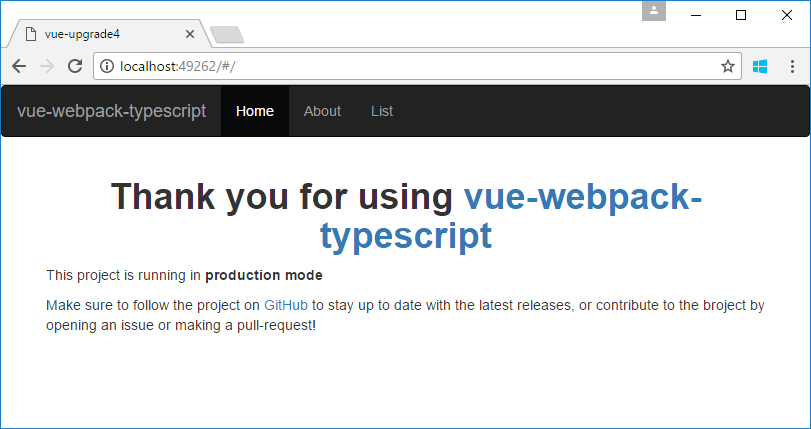 vue-upgrade4
localhost:49262/#/
vue-webpack-typescript Home About List
Thank you for using vue-webpack-
typescript
This project is running in production mode
Make sure to follow the project on GitHub to stay up to date with the latest releases, or contribute to the broject by
opening an issue or making a pull-request!